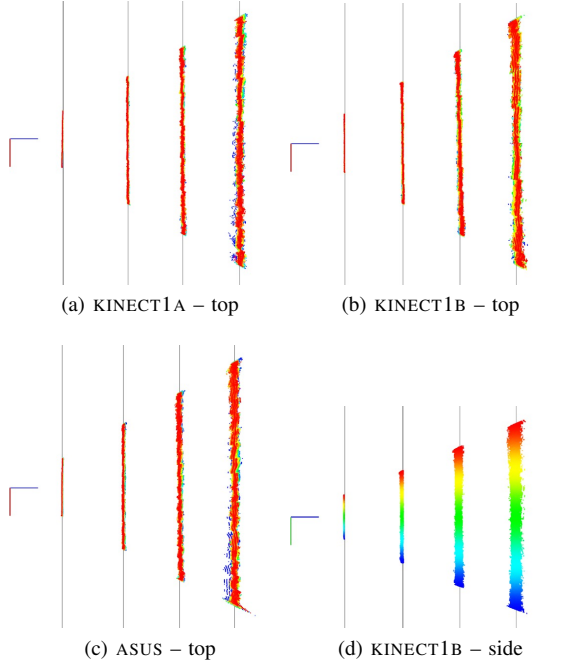 (a) KINECT1A – top
(b) KINECT1B – top
(c) ASUS – top
(d) KINECT1B – side